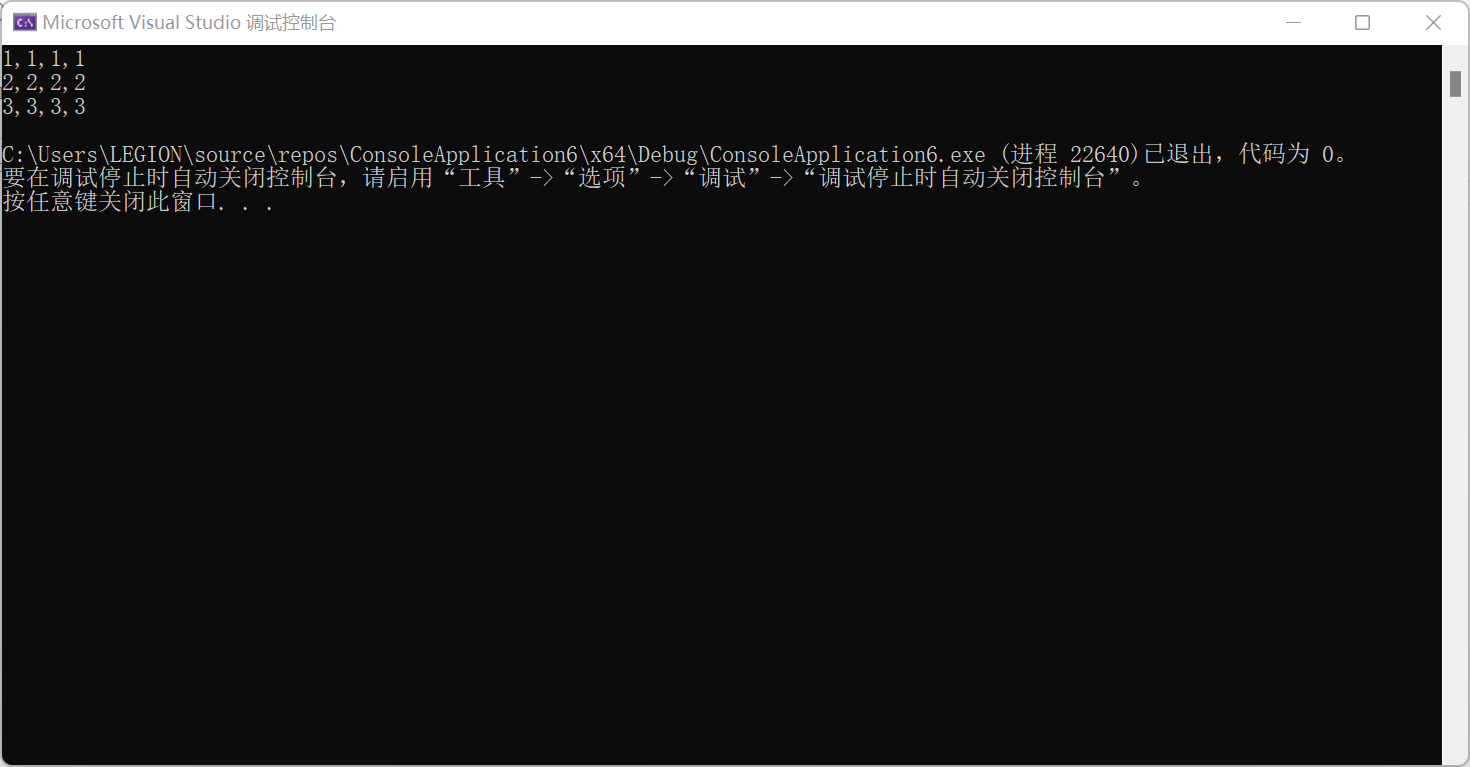 Microsoft Visual Studio 调试控制台
1,1,1,1
2,2,2,2
3,3,3,3
C:\Users\LEGION\source\repos\ConsoleApplication6\x64\Debug\ConsoleApplication6.exe (进程 22640)已退出，代码为 0。
要在调试停止时自动关闭控制台，请启用“工具”->“选项”->“调试”->“调试停止时自动关闭控制台”。
按任意键关闭此窗口. . .